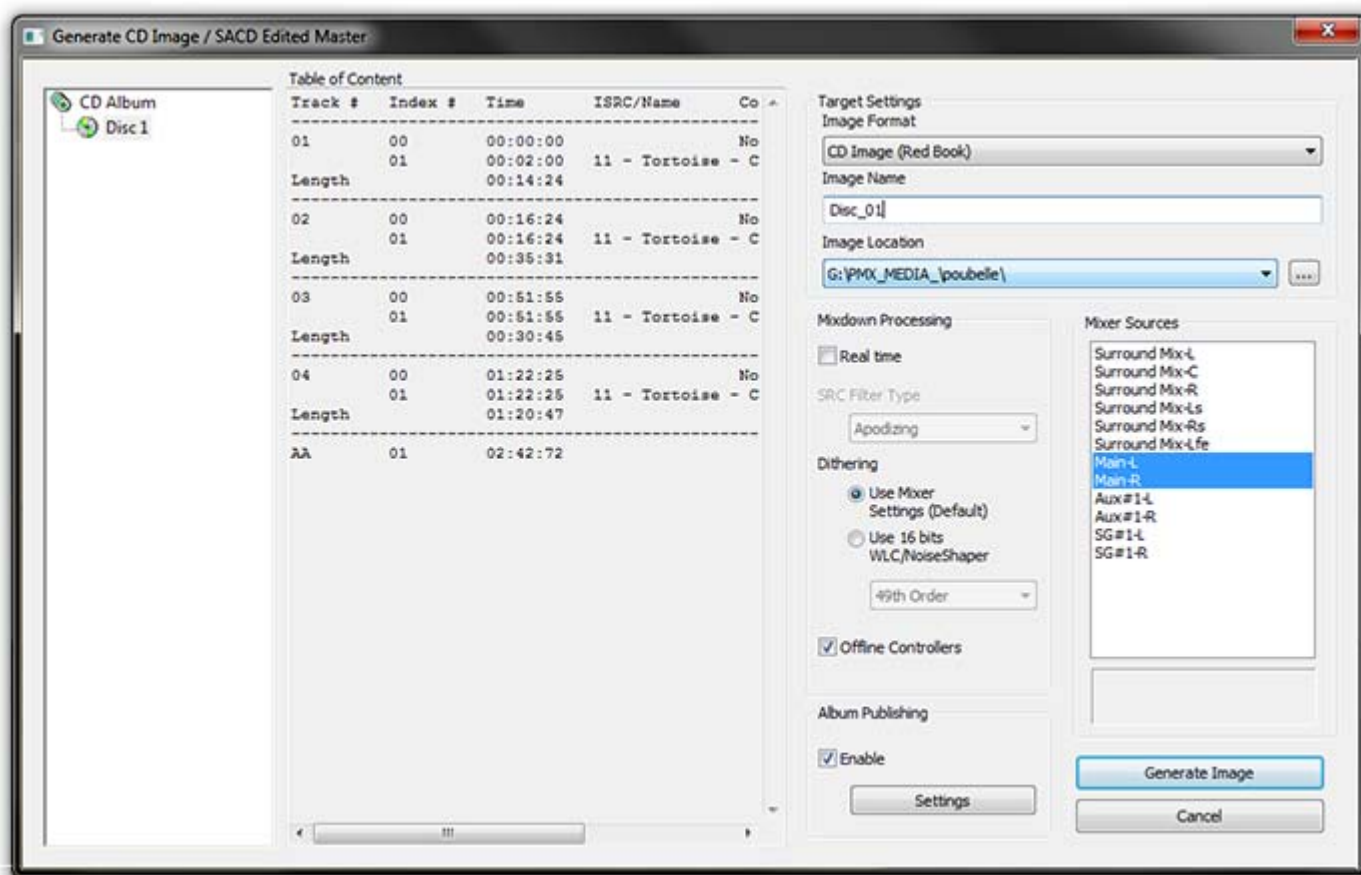 Generate CD Image / SACD Edited Master
CD Album
Disc 1
Table of Content
Track # Index # Time ISRC/Name Co
01 00 00:00:00 No
01 00:02:00 11 - Tortoise - C
Length 00:14:24
02 00 00:16:24 No
01 00:16:24 11 - Tortoise - C
Length 00:35:31
03 00 00:51:55 No
01 00:51:55 11 - Tortoise - C
Length 00:30:45
04 00 01:22:25 No
01 01:22:25 11 - Tortoise - C
Length 01:20:47
AA 01 02:42:72
Target Settings
Image Format
CD Image (Red Book)
Image Name
Disc_01
Image Location
G:\PMX_MEDIA_\poubelle\
...
Mixdown Processing
Real time
SRC Filter Type
Apodizing
Dithering
Use Mixer
Settings (Default)
Use 16 bits
WLC/NoiseShaper
49th Order
Offline Controllers
Album Publishing
Enable
Settings
Mixer Sources
Surround Mix-L
Surround Mix-C
Surround Mix-R
Surround Mix-Ls
Surround Mix-Rs
Surround Mix-Lfe
Main-L
Main-R
Aux#1-L
Aux#1-R
SG#1-L
SG#1-R
Generate Image
Cancel